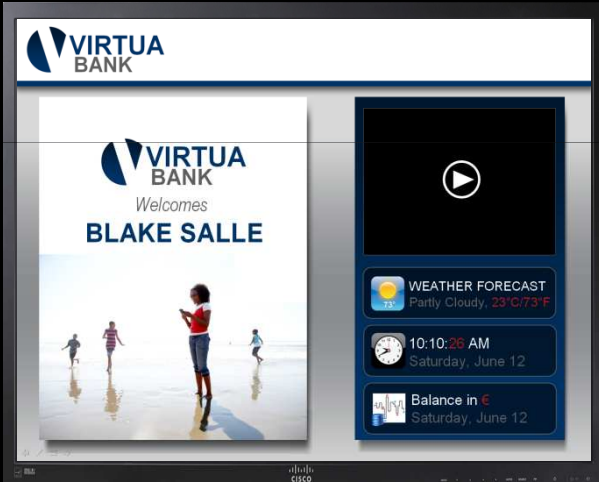 VIRTUA
BANK
VIRTUA
BANK
Welcomes
BLAKE SALLE
WEATHER FORECAST
73°
Partly Cloudy, 23°C/73°F
10:10:26 AM
Saturday, June 12
Balance in €
Saturday, June 12
CISCO